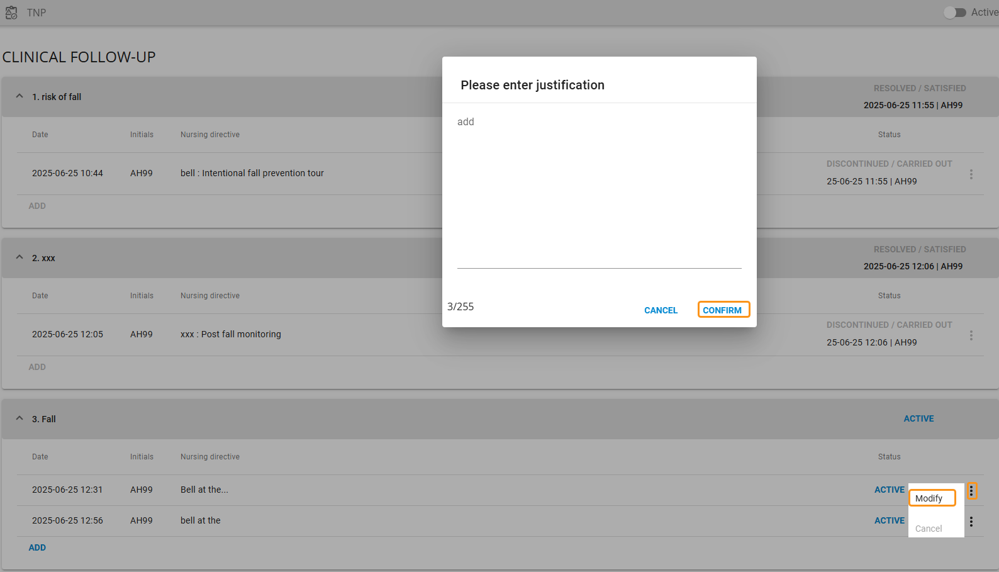 TNP
Active
CLINICAL FOLLOW-UP
1. risk of fall
RESOLVED / SATISFIED
2025-06-25 11:55 | AH99
Date Initials Nursing directive Status
2025-06-25 10:44 AH99 bell : Intentional fall prevention tour
DISCONTINUED / CARRIED OUT
25-06-25 11:55 | AH99
ADD
2. xxx
RESOLVED / SATISFIED
2025-06-25 12:06 | AH99
Date Initials Nursing directive Status
2025-06-25 12:05 AH99 xxx : Post fall monitoring
DISCONTINUED / CARRIED OUT
25-06-25 12:06 | AH99
ADD
3. Fall ACTIVE
Date Initials Nursing directive Status
2025-06-25 12:31 AH99 Bell at the... ACTIVE
2025-06-25 12:56 AH99 bell at the ACTIVE
ADD
Modify
Cancel
Please enter justification
add
3/255
CANCEL CONFIRM